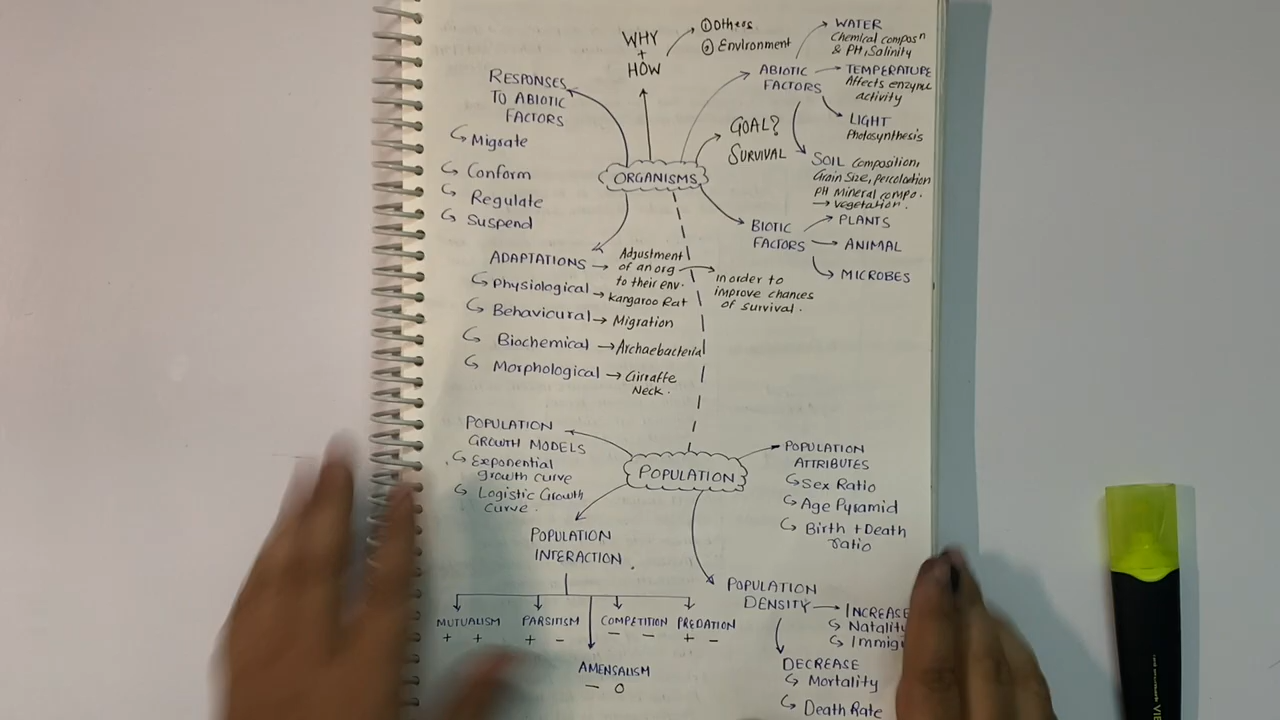 WHY
+
HOW
① Others
② Environment
ABIOTIC
FACTORS
WATER
Chemical composⁿ
& PH, Salinity
TEMPERATURE
Affects enzyme
activity
LIGHT
Photosynthesis
SOIL Composition,
Grain Size, percolation
PH Mineral compo.
→ vegetation.
GOAL?
SURVIVAL
RESPONSES
TO ABIOTIC
FACTORS
Migrate
Conform
Regulate
Suspend
ORGANISMS
BIOTIC
FACTORS
PLANTS
ANIMAL
MICROBES
ADAPTATIONS → Adjustment
of an org
to their env.
in order to
improve chances
of survival.
Physiological → Kangaroo Rat
Behavioural → Migration
Biochemical → Archaebacteria
Morphological → Girraffe
Neck.
POPULATION
GROWTH MODELS
Exponential
growth curve
Logistic Growth
Curve.
POPULATION
POPULATION
ATTRIBUTES
Sex Ratio
Age Pyramid
Birth + Death
ratio
POPULATION
INTERACTION
MUTUALISM
+ +
PARSITISM
+ −
COMPETITION
− −
PREDATION
+ −
AMENSALISM
− 0
POPULATION
DENSITY → INCREASE
Natality
Immig
DECREASE
Mortality
Death Rate